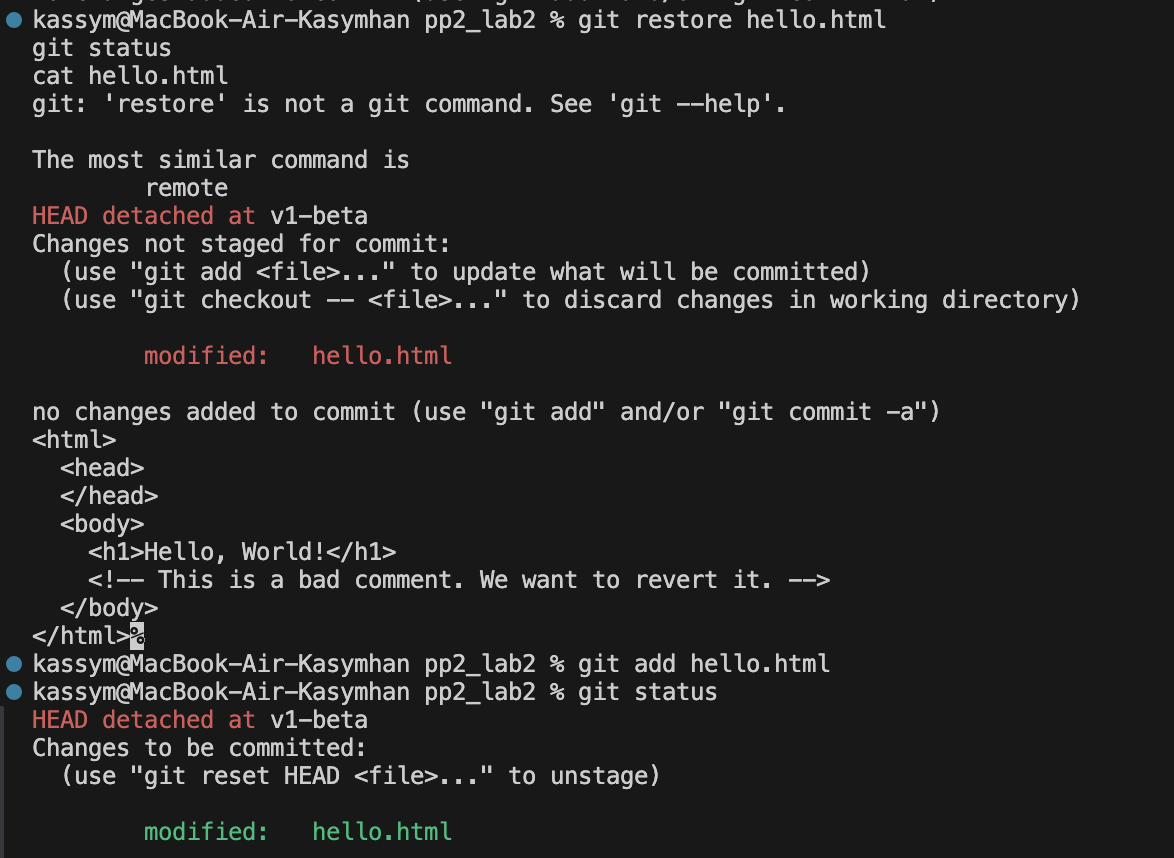 kassym@MacBook-Air-Kasymhan pp2_lab2 % git restore hello.html
git status
cat hello.html
git: 'restore' is not a git command. See 'git --help'.

The most similar command is
        remote
HEAD detached at v1-beta
Changes not staged for commit:
  (use "git add <file>..." to update what will be committed)
  (use "git checkout -- <file>..." to discard changes in working directory)

        modified:   hello.html

no changes added to commit (use "git add" and/or "git commit -a")
<html>
  <head>
  </head>
  <body>
    <h1>Hello, World!</h1>
    <!-- This is a bad comment. We want to revert it. -->
  </body>
</html>%
kassym@MacBook-Air-Kasymhan pp2_lab2 % git add hello.html
kassym@MacBook-Air-Kasymhan pp2_lab2 % git status
HEAD detached at v1-beta
Changes to be committed:
  (use "git reset HEAD <file>..." to unstage)

        modified:   hello.html